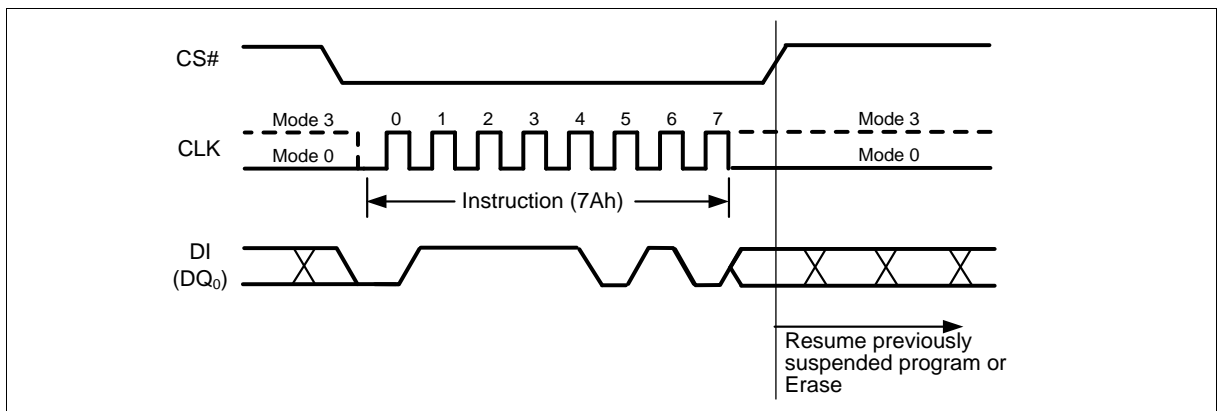 CS#
Mode 3
0 1 2 3 4 5 6 7
Mode 3
CLK
Mode 0
Mode 0
Instruction (7Ah)
DI
(DQ0)
Resume previously
suspended program or
Erase